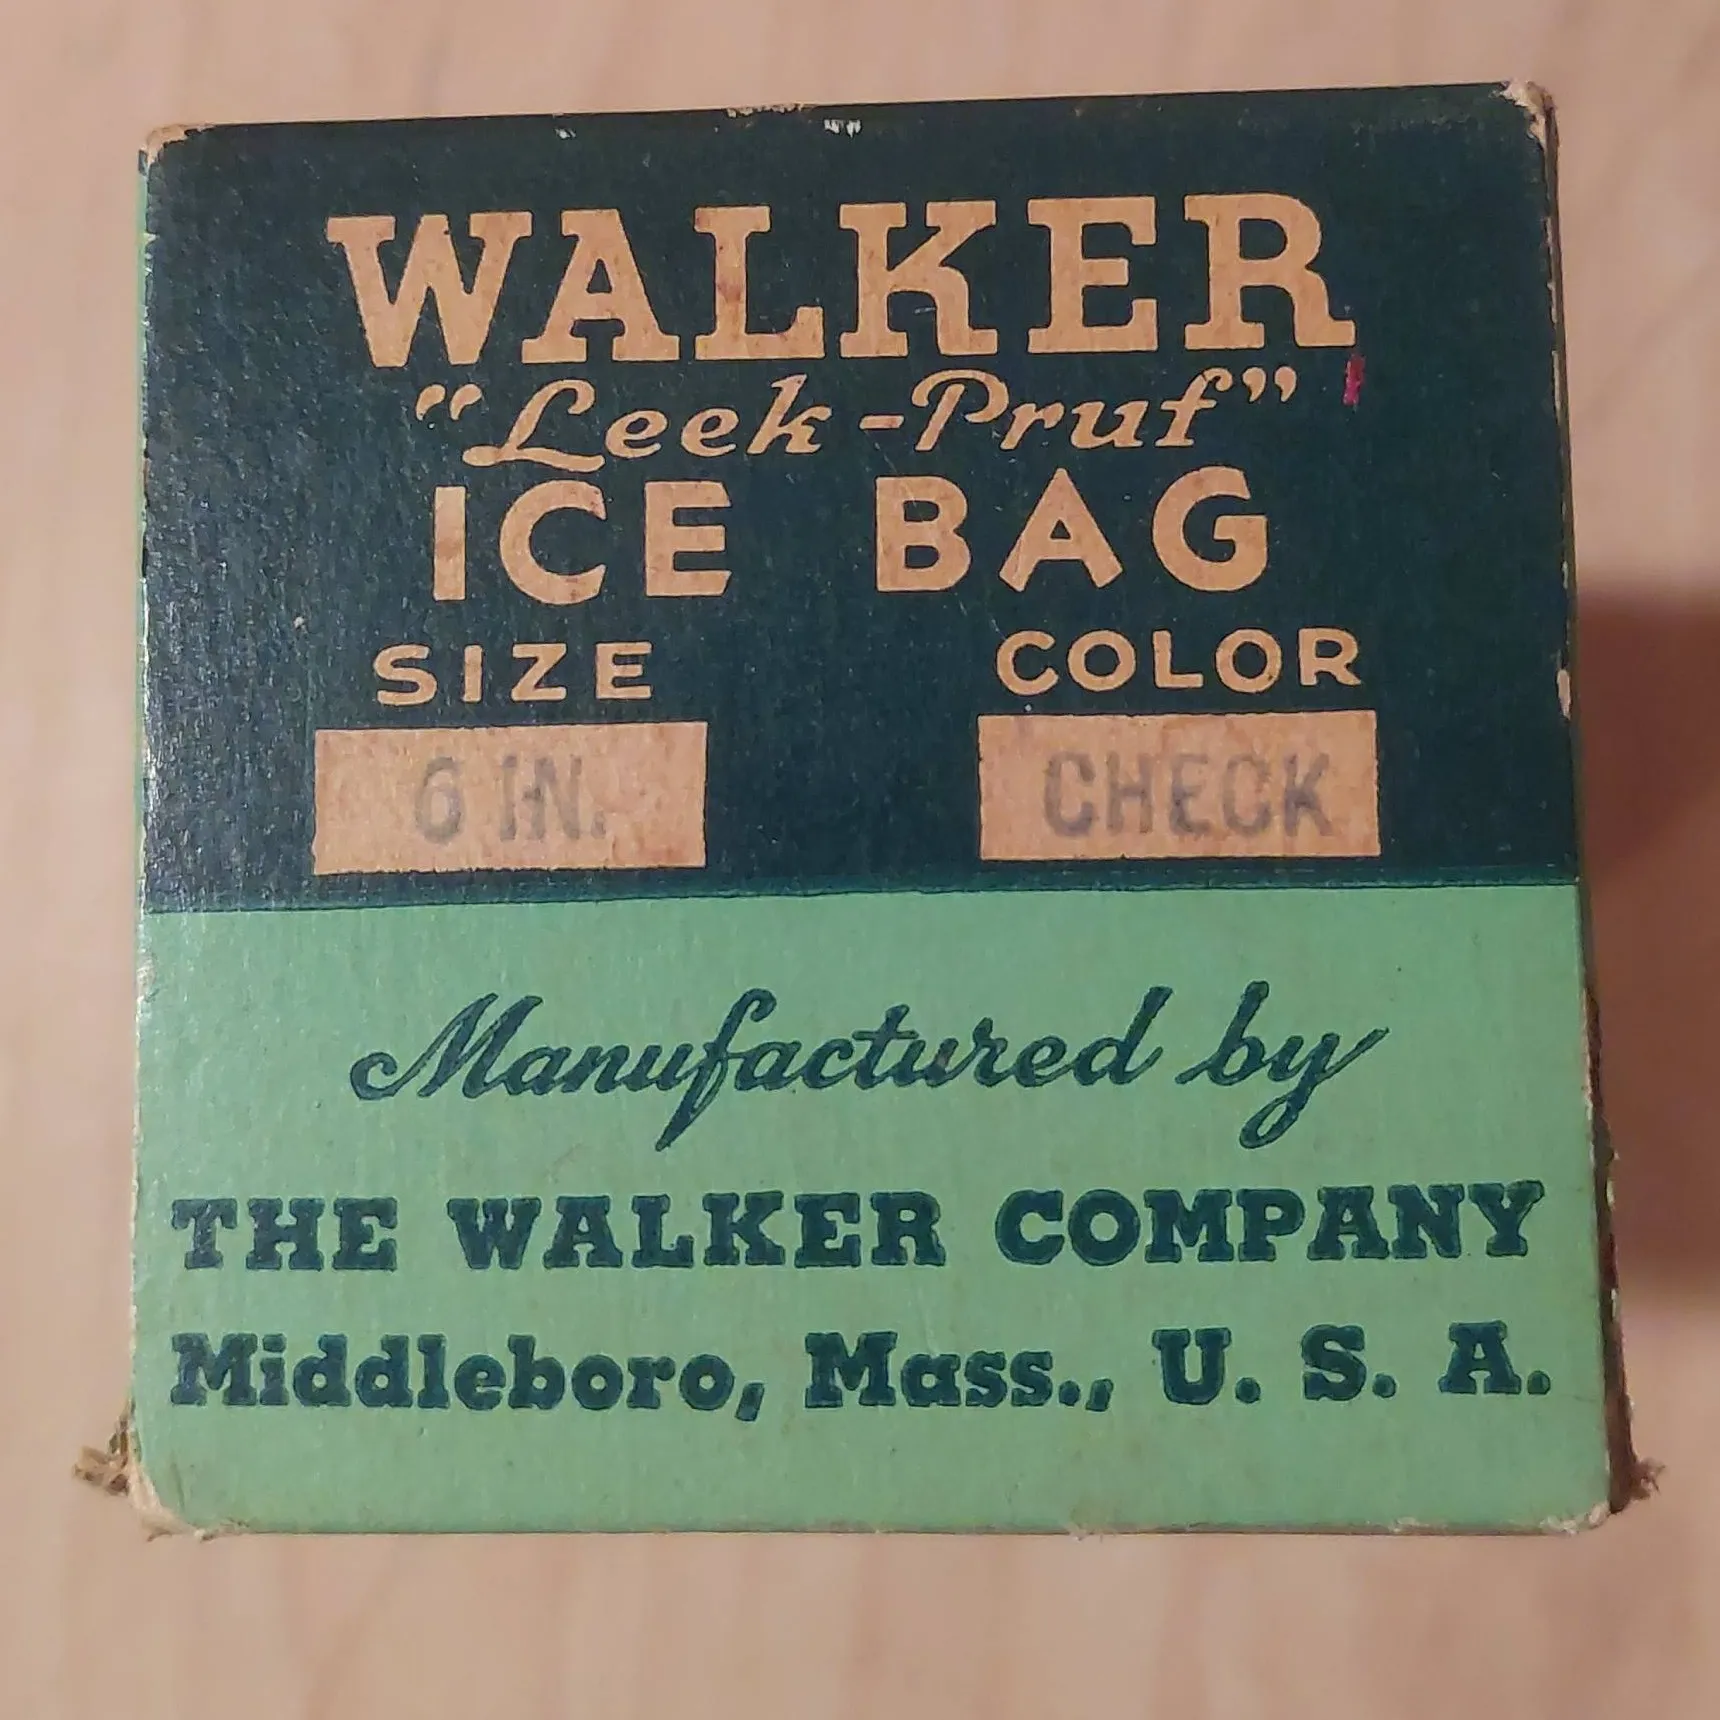 WALKER
"Leek-Pruf"
ICE BAG
SIZE COLOR
6 IN. CHECK
Manufactured by
THE WALKER COMPANY
Middleboro, Mass., U. S. A.